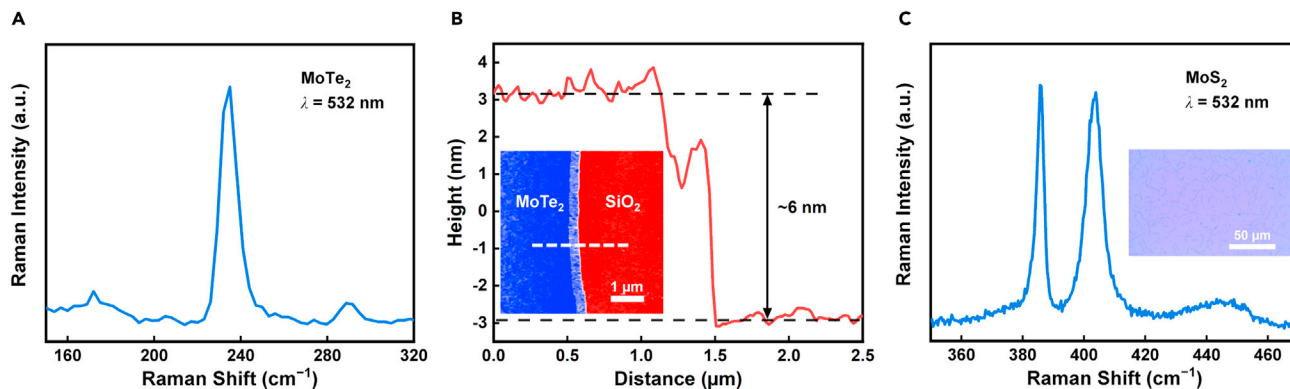 A
Raman Intensity (a.u.)
MoTe₂
λ = 532 nm
160
200
240
280
320
Raman Shift (cm⁻¹)
B
Height (nm)
4
3
2
1
0
-1
-2
-3
MoTe₂
SiO₂
1 μm
~6 nm
0.0
0.5
1.0
1.5
2.0
2.5
Distance (μm)
C
Raman Intensity (a.u.)
MoS₂
λ = 532 nm
50 μm
360
380
400
420
440
460
Raman Shift (cm⁻¹)